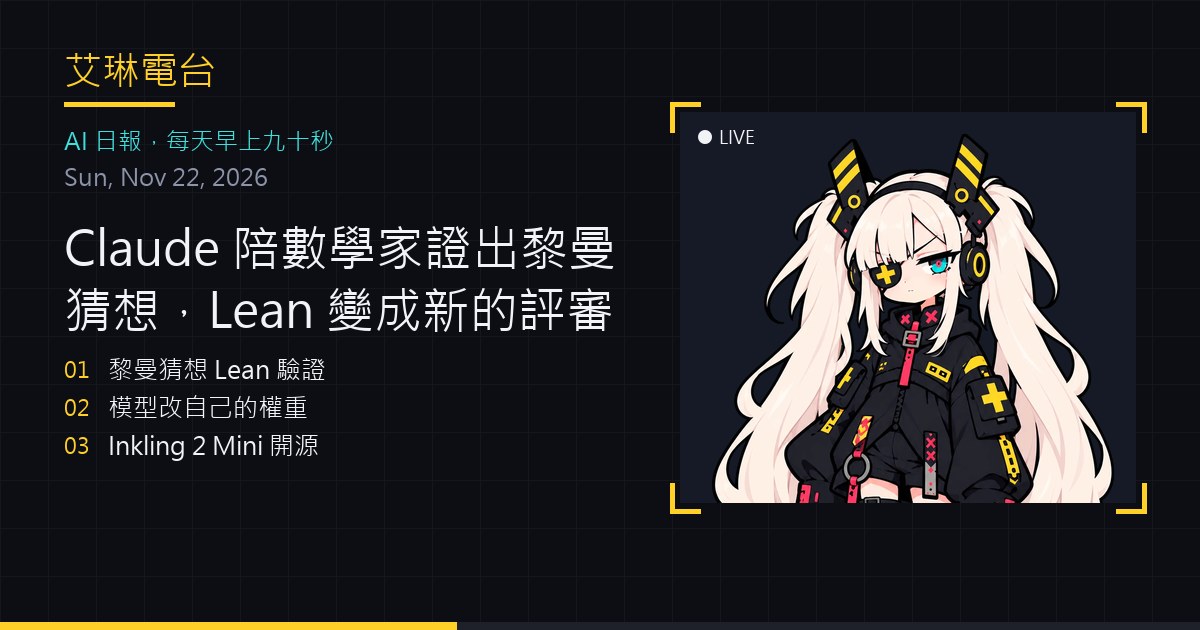 艾琳電台
AI 日報，每天早上九十秒
Sun, Nov 22, 2026
Claude 陪數學家證出黎曼
猜想，Lean 變成新的評審
01 黎曼猜想 Lean 驗證
02 模型改自己的權重
03 Inkling 2 Mini 開源
LIVE